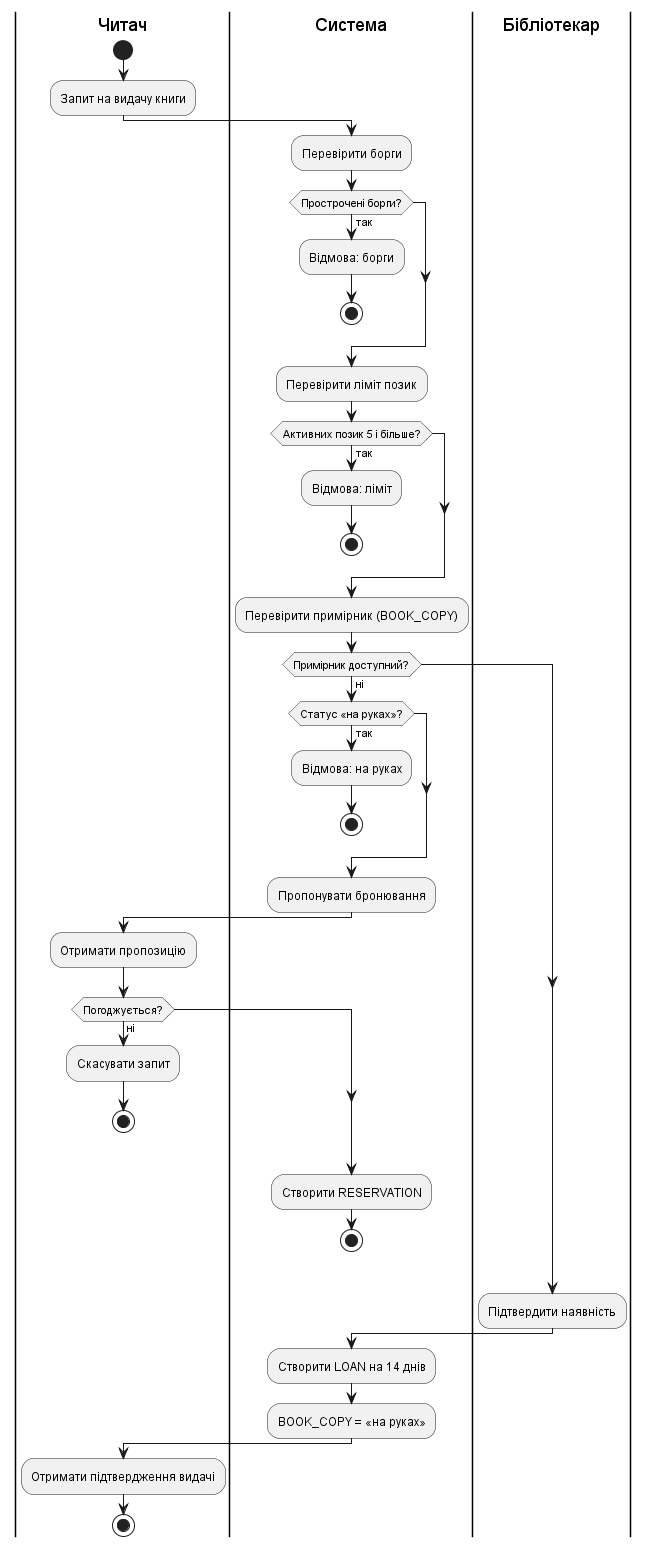 Читач
Система
Бібліотекар
Запит на видачу книги
Перевірити борги
Прострочені борги?
так
Відмова: борги
Перевірити ліміт позик
Активних позик 5 і більше?
так
Відмова: ліміт
Перевірити примірник (BOOK_COPY)
Примірник доступний?
ні
Статус «на руках»?
так
Відмова: на руках
Пропонувати бронювання
Отримати пропозицію
Погоджується?
ні
Скасувати запит
Створити RESERVATION
Підтвердити наявність
Створити LOAN на 14 днів
BOOK_COPY = «на руках»
Отримати підтвердження видачі